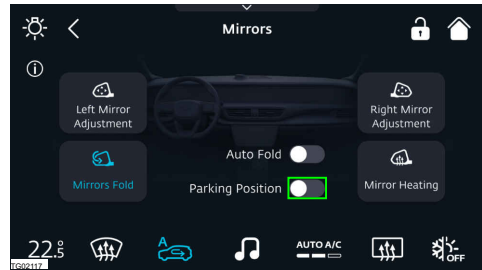 Mirrors
Left Mirror
Adjustment
Right Mirror
Adjustment
Auto Fold
Mirrors Fold
Parking Position
Mirror Heating
22.5°
A
AUTO A/C
OFF
TG02117